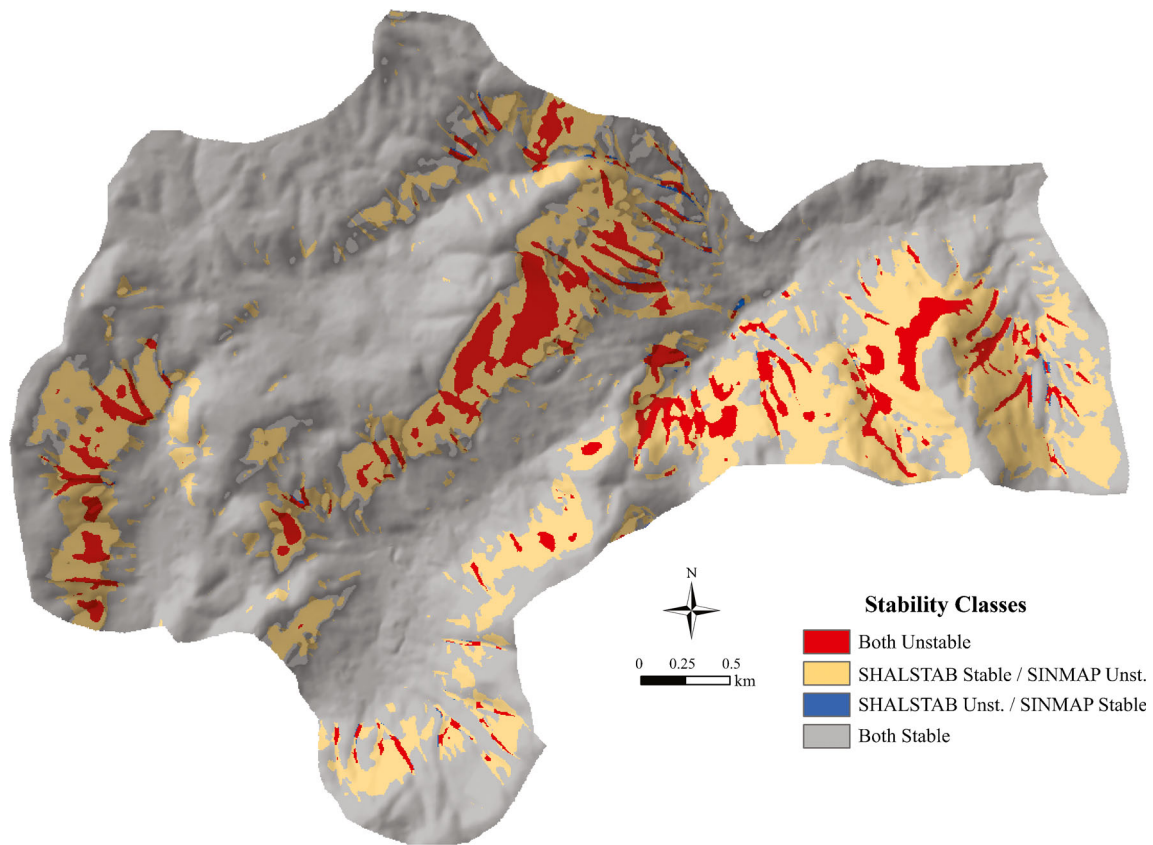 N
0 0.25 0.5
km
Stability Classes
Both Unstable
SHALSTAB Stable / SINMAP Unst.
SHALSTAB Unst. / SINMAP Stable
Both Stable